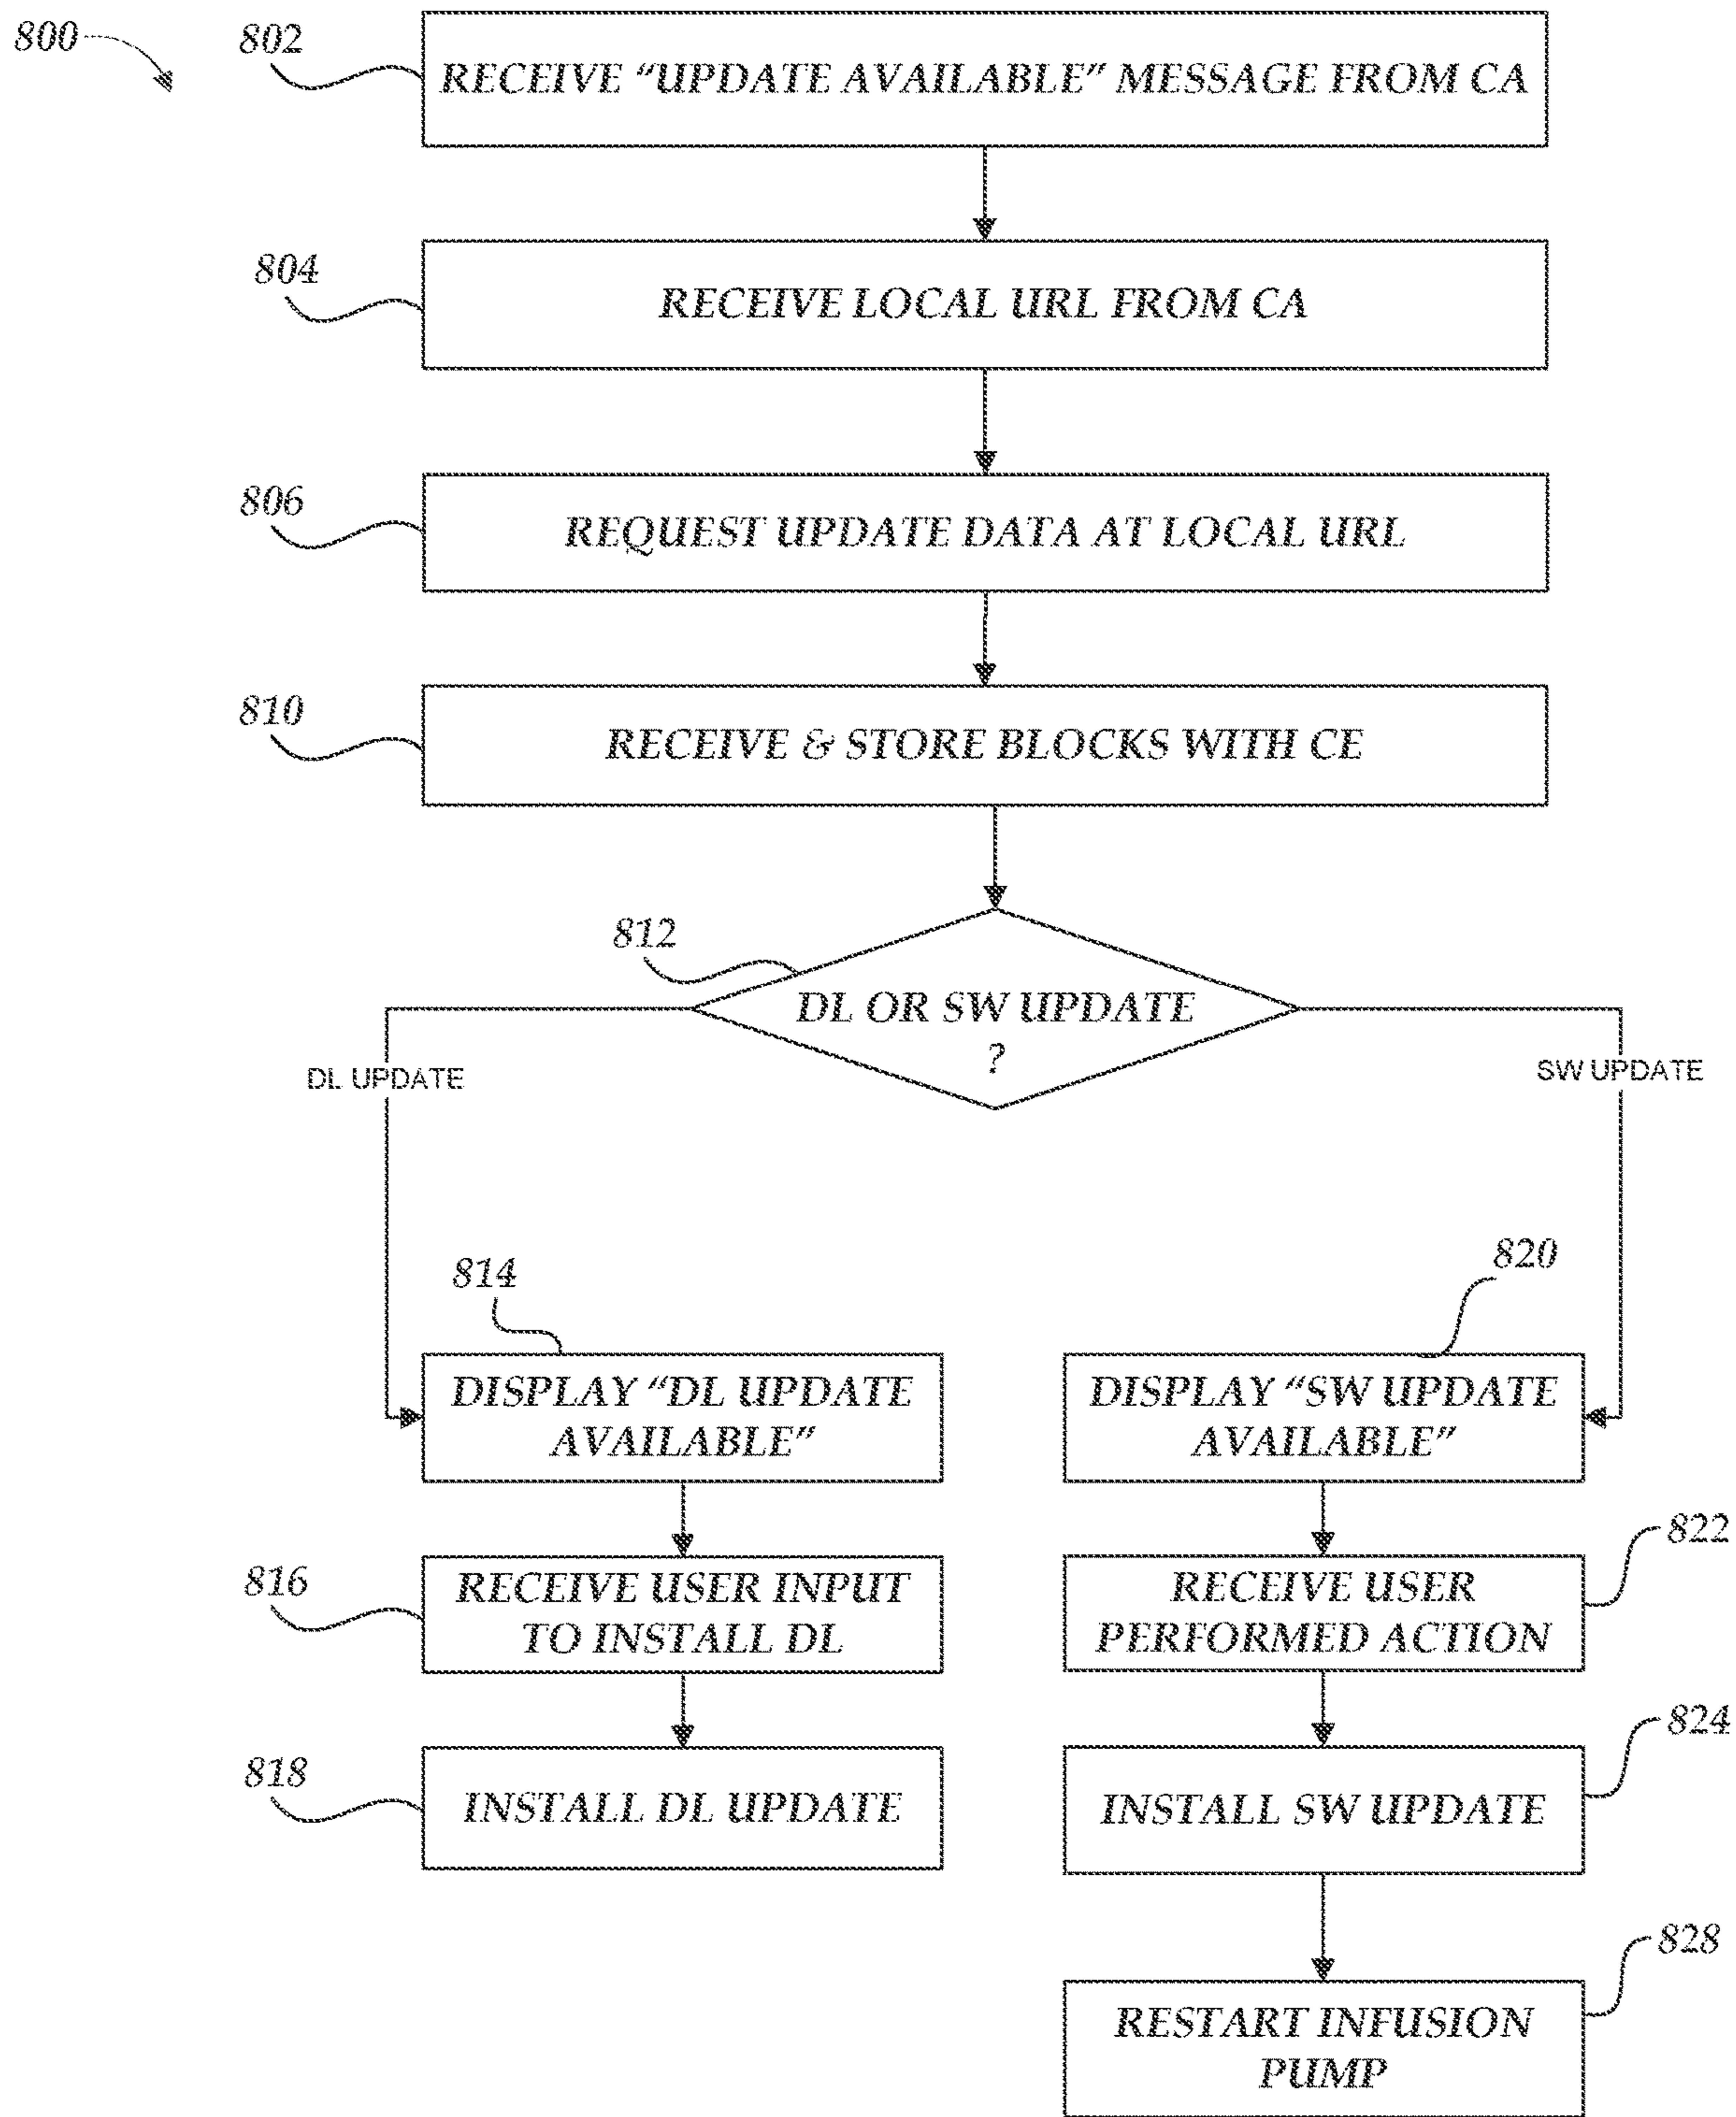 800
802
RECEIVE “UPDATE AVAILABLE” MESSAGE FROM CA
804
RECEIVE LOCAL URL FROM CA
806
REQUEST UPDATE DATA AT LOCAL URL
810
RECEIVE & STORE BLOCKS WITH CE
812
DL OR SW UPDATE
?
DL UPDATE
SW UPDATE
814
DISPLAY “DL UPDATE
AVAILABLE”
816
RECEIVE USER INPUT
TO INSTALL DL
818
INSTALL DL UPDATE
820
DISPLAY “SW UPDATE
AVAILABLE”
822
RECEIVE USER
PERFORMED ACTION
824
INSTALL SW UPDATE
828
RESTART INFUSION
PUMP